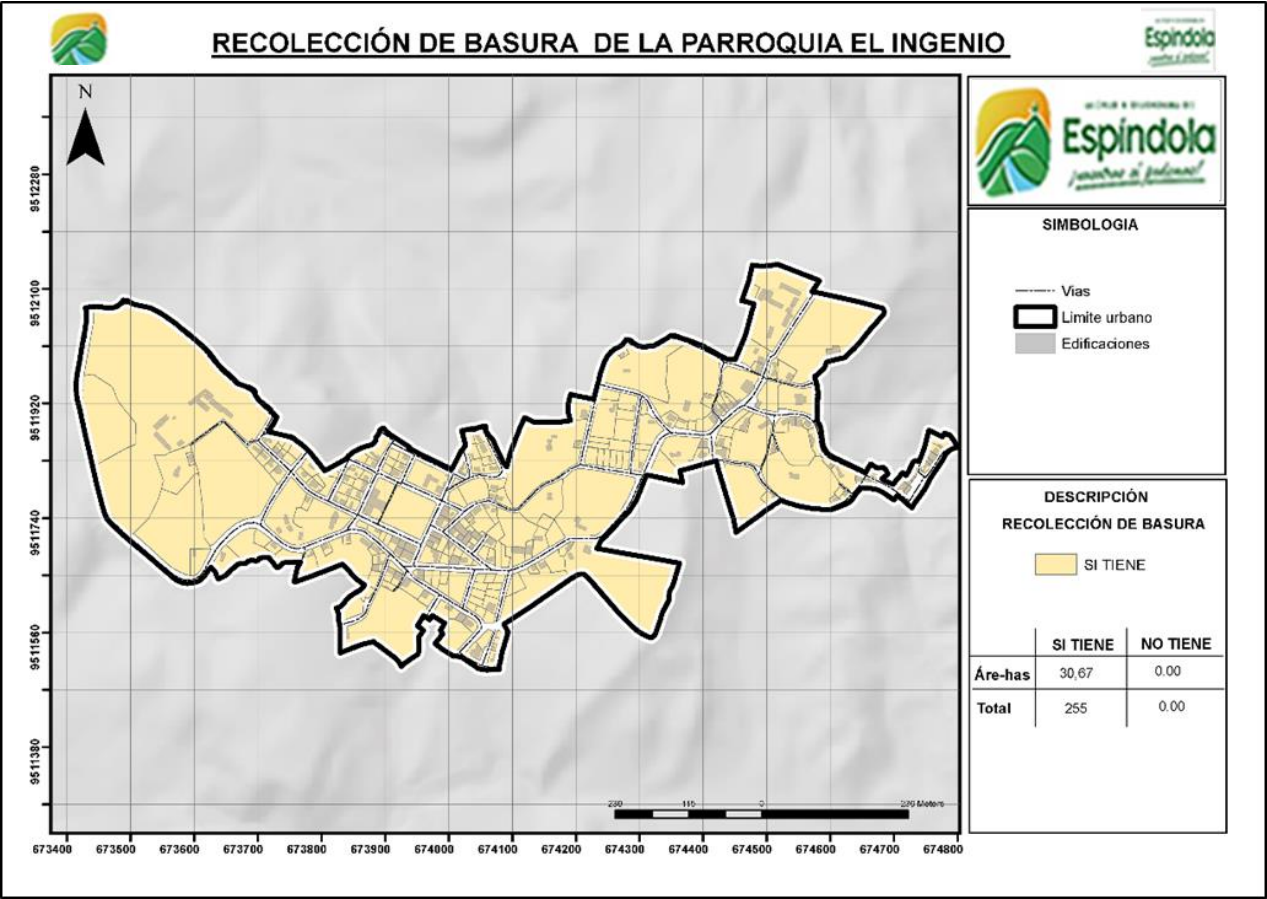 RECOLECCIÓN DE BASURA DE LA PARROQUIA EL INGENIO
Espíndola
N
Espíndola
¡nuestro sí podemos!
SIMBOLOGIA
Vias
Limite urbano
Edificaciones
DESCRIPCIÓN
RECOLECCIÓN DE BASURA
SI TIENE
SI TIENE NO TIENE
Áre-has 30,67 0.00
Total 255 0.00
9512280
9512100
9511920
9511740
9511560
9511380
230 115 0 230 Meters
673400 673500 673600 673700 673800 673900 674000 674100 674200 674300 674400 674500 674600 674700 674800